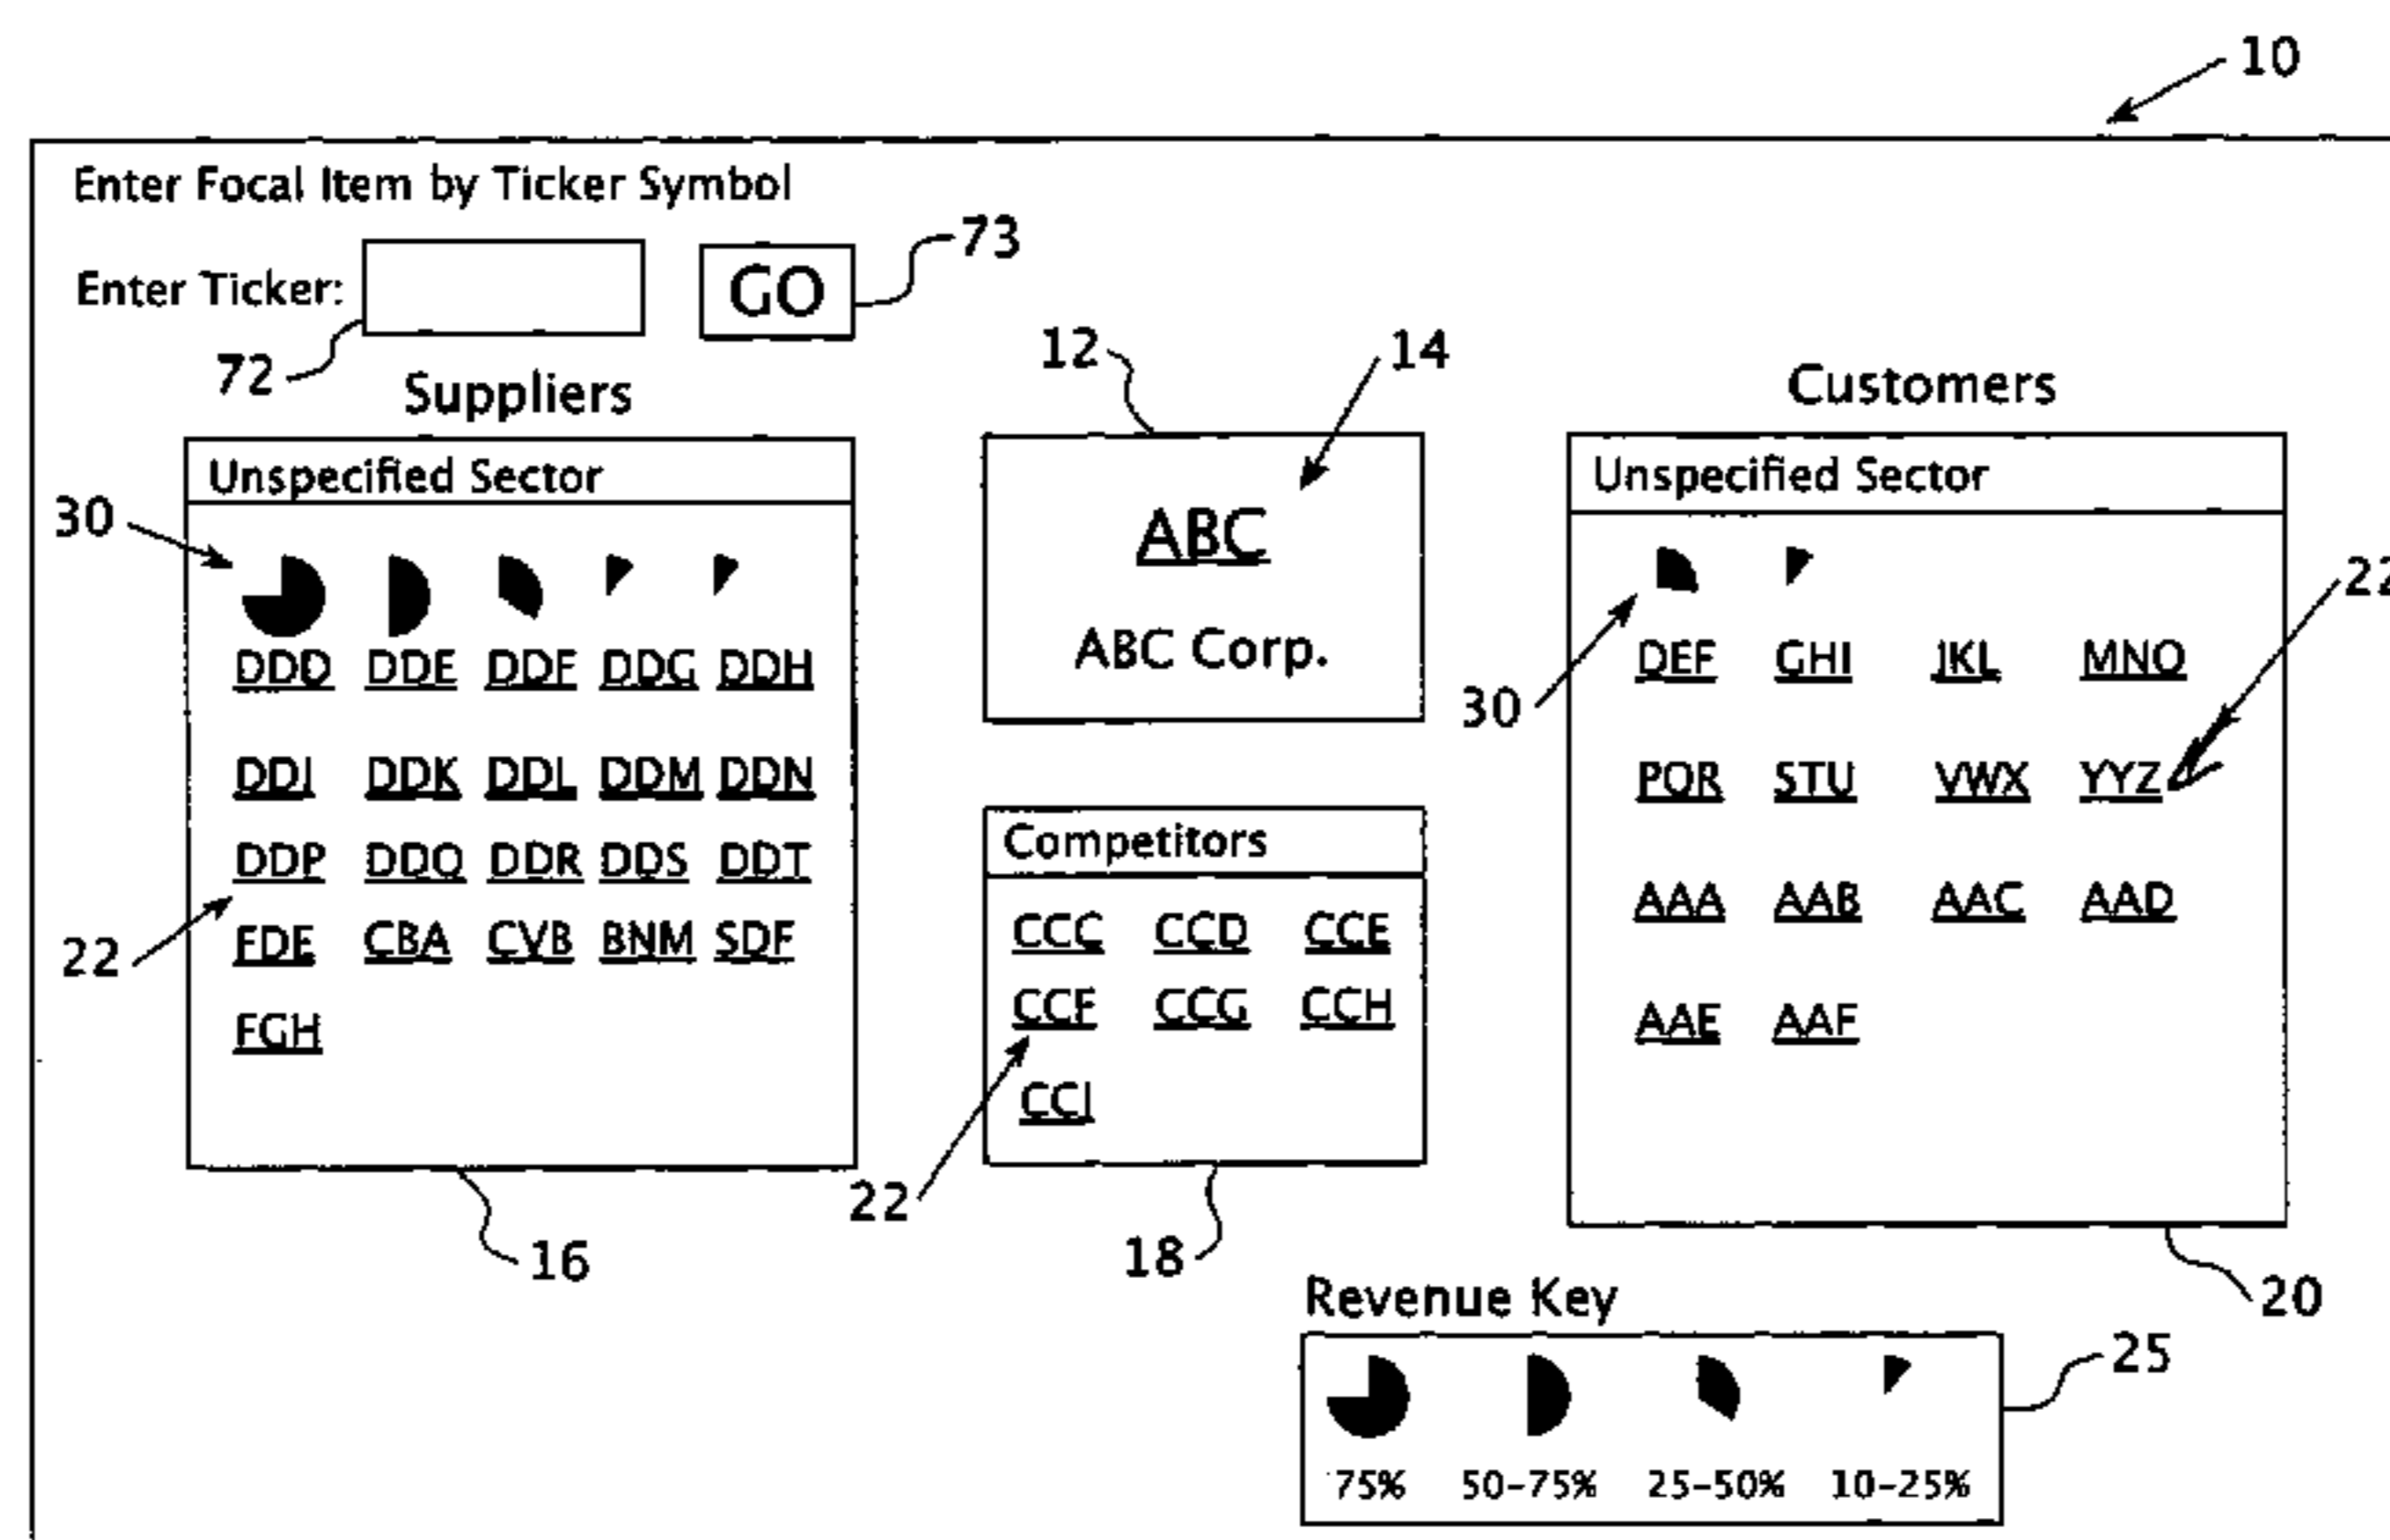 10
Enter Focal Item by Ticker Symbol
Enter Ticker: GO 73
72
12 14
Suppliers Customers
Unspecified Sector Unspecified Sector
30 ABC 22
ABC Corp.
DDD DDE DDF DDG DDH
DEF GHI JKL MNO
30
DDJ DDK DDL DDM DDN
PQR STU VWX YYZ
Competitors
DDP DDQ DDR DDS DDT
CCC CCD CCE
AAA AAB AAC AAD
22 FDE CBA CVB BNM SDF
CCF CCG CCH
FGH
AAE AAF
CCJ
22
16 18 20
Revenue Key
25
75% 50-75% 25-50% 10-25%